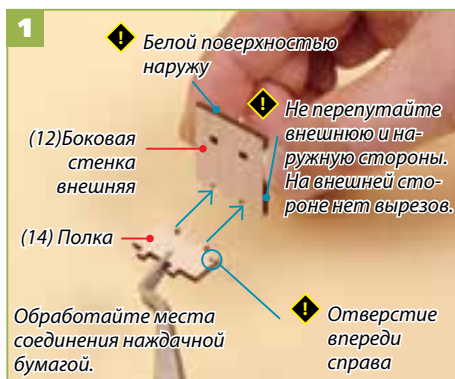 1
Белой поверхностью
наружу
Не перепутайте
внешнюю и на-
ружную стороны.
На внешней сто-
роне нет вырезов.
(12)Боковая
стенка
внешняя
(14) Полка
Обработайте места
соединения наждачной
бумагой.
Отверстие
впереди
справа